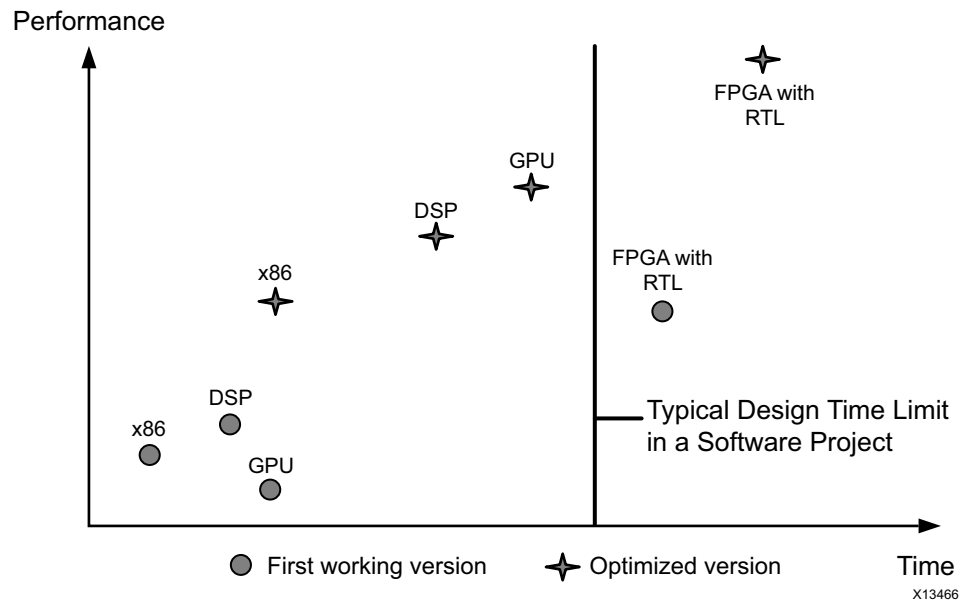 Performance
FPGA with
RTL
GPU
DSP
FPGA with
RTL
x86
DSP
x86
GPU
Typical Design Time Limit
in a Software Project
First working version
Optimized version
Time
X13466